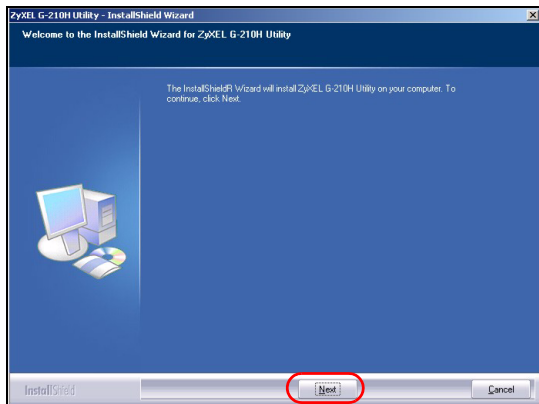 ZyXEL G-210H Utility - InstallShield Wizard
Welcome to the InstallShield Wizard for ZyXEL G-210H Utility
The InstallShieldR Wizard will install ZyXEL G-210H Utility on your computer. To
continue, click Next.
InstallShield
Next
Cancel